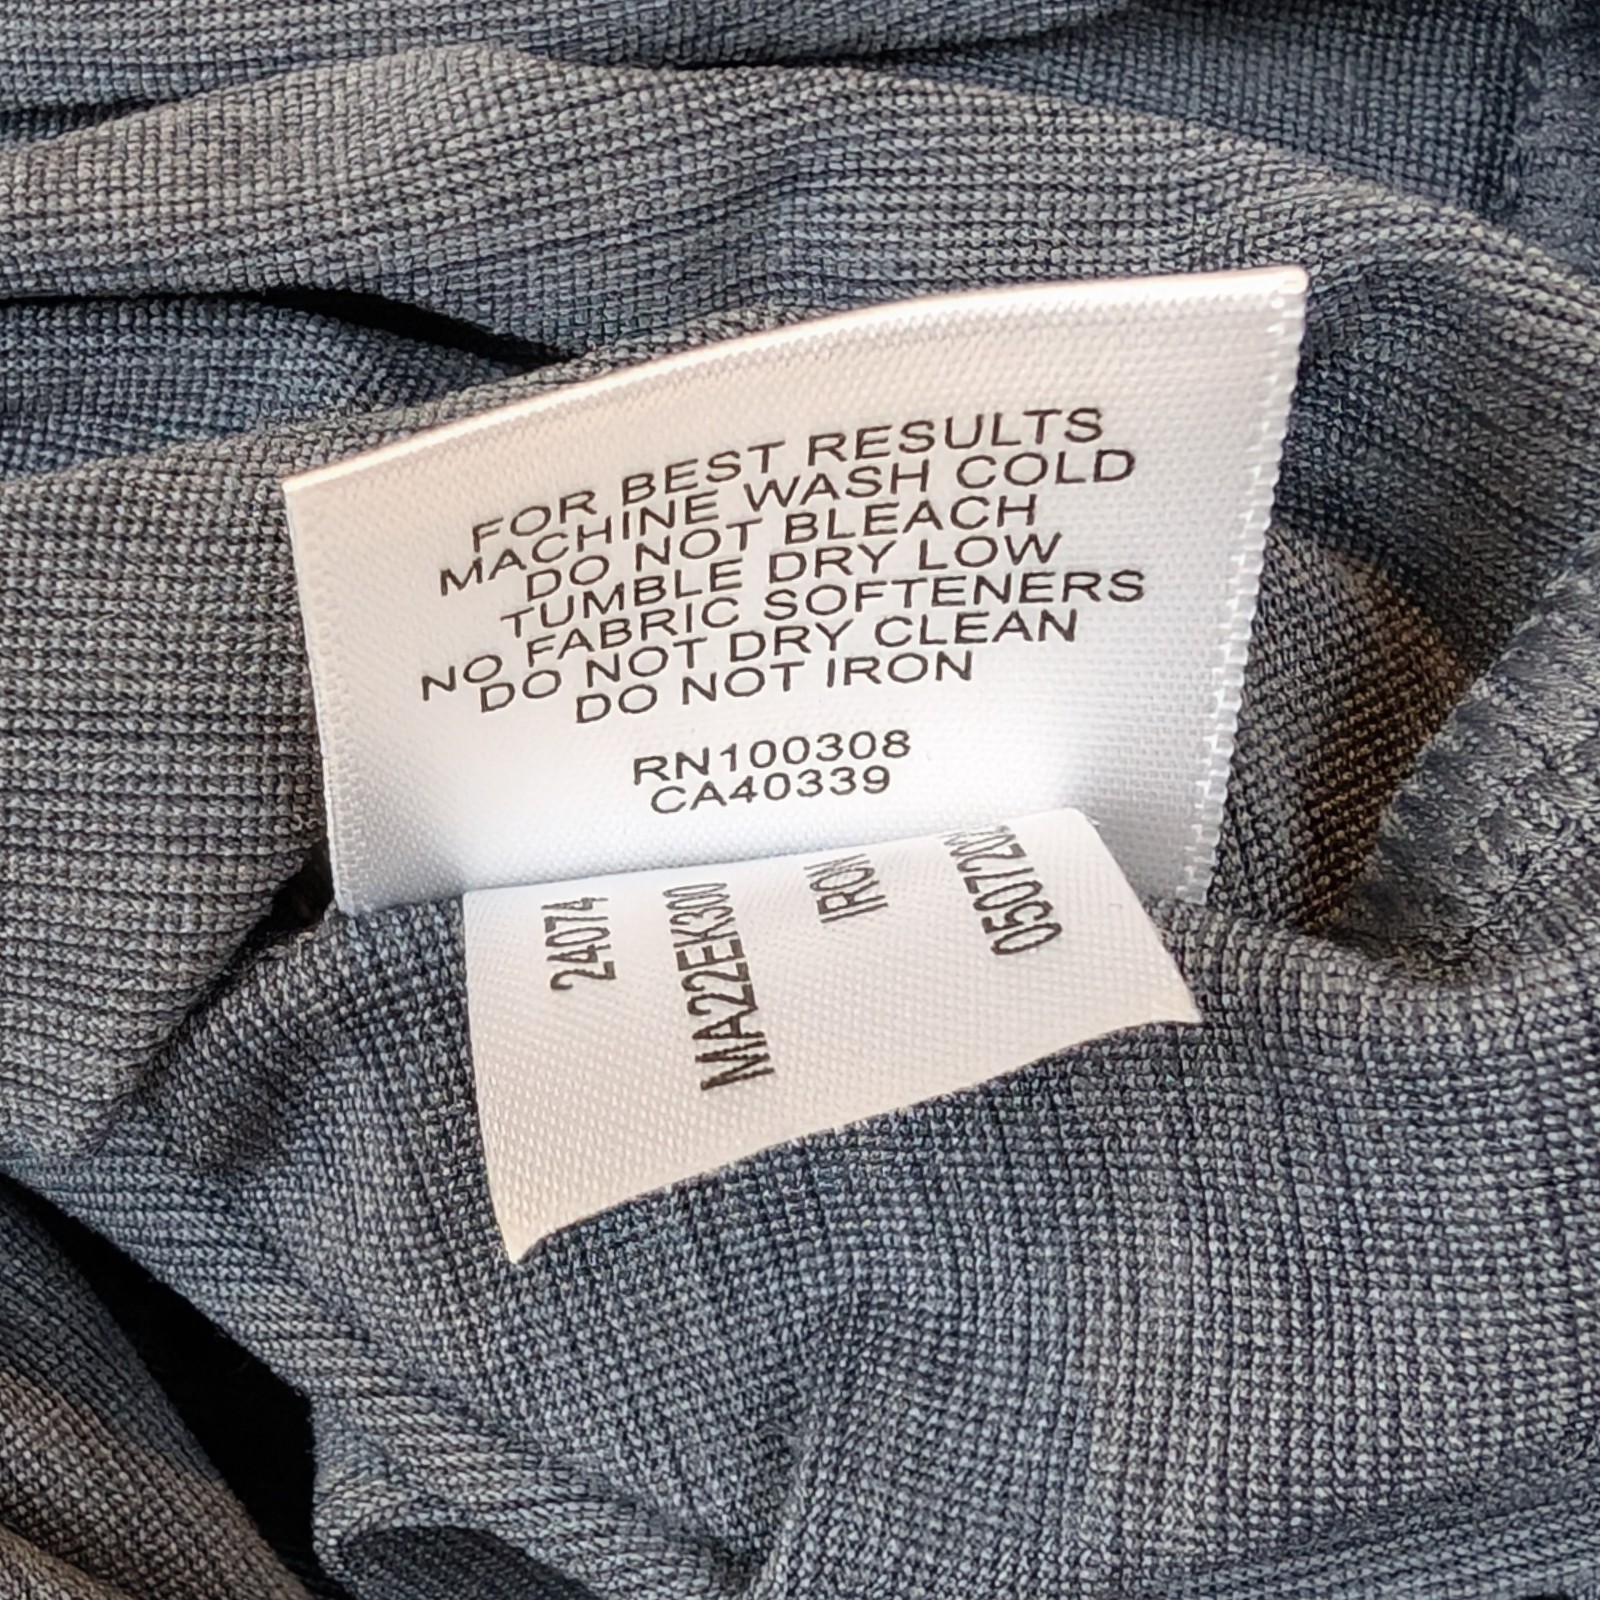 FOR BEST RESULTS
MACHINE WASH COLD
DO NOT BLEACH
TUMBLE DRY LOW
NO FABRIC SOFTENERS
DO NOT DRY CLEAN
DO NOT IRON
RN100308
CA40339
24074
MA22EK300
IRON